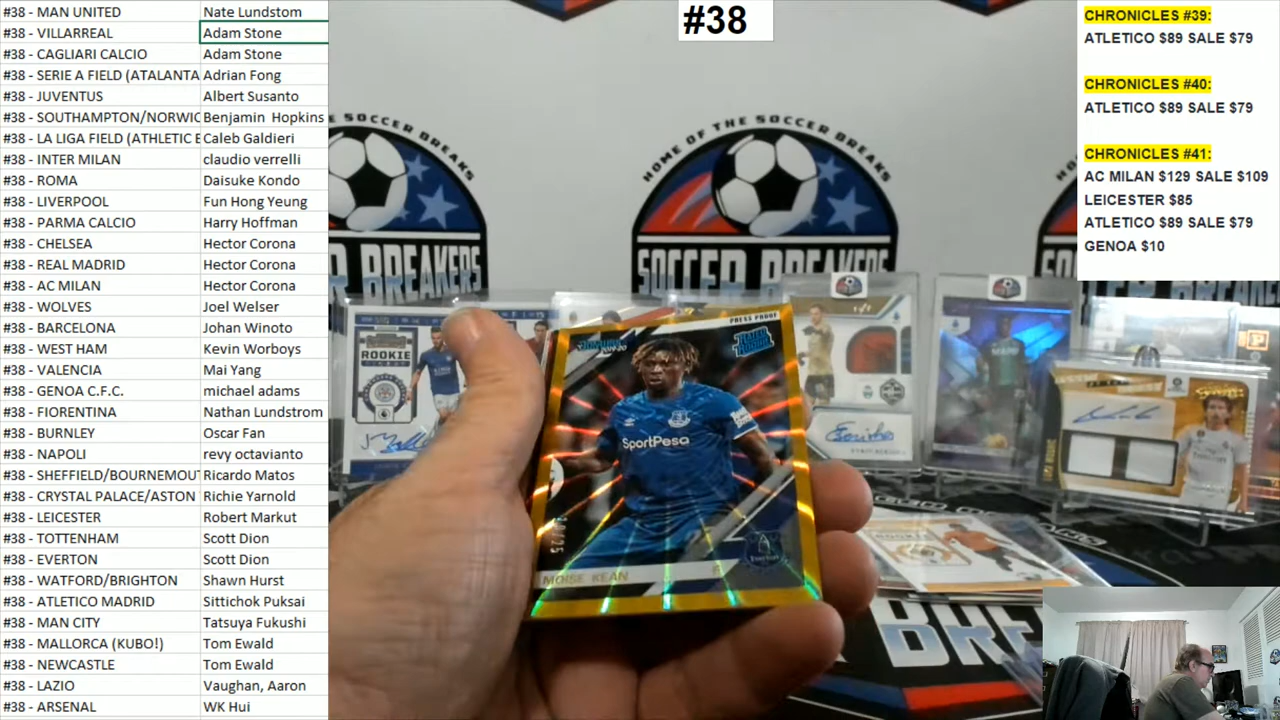 #38 - MAN UNITED Nate Lundstom
#38 - VILLARREAL Adam Stone
#38 - CAGLIARI CALCIO Adam Stone
#38 - SERIE A FIELD (ATALANTA Adrian Fong
#38 - JUVENTUS Albert Susanto
#38 - SOUTHAMPTON/NORWIC Benjamin Hopkins
#38 - LA LIGA FIELD (ATHLETIC B Caleb Galdieri
#38 - INTER MILAN claudio verrelli
#38 - ROMA Daisuke Kondo
#38 - LIVERPOOL Fun Hong Yeung
#38 - PARMA CALCIO Harry Hoffman
#38 - CHELSEA Hector Corona
#38 - REAL MADRID Hector Corona
#38 - AC MILAN Hector Corona
#38 - WOLVES Joel Welser
#38 - BARCELONA Johan Winoto
#38 - WEST HAM Kevin Worboys
#38 - VALENCIA Mai Yang
#38 - GENOA C.F.C. michael adams
#38 - FIORENTINA Nathan Lundstrom
#38 - BURNLEY Oscar Fan
#38 - NAPOLI revy octavianto
#38 - SHEFFIELD/BOURNEMOUT Ricardo Matos
#38 - CRYSTAL PALACE/ASTON Richie Yarnold
#38 - LEICESTER Robert Markut
#38 - TOTTENHAM Scott Dion
#38 - EVERTON Scott Dion
#38 - WATFORD/BRIGHTON Shawn Hurst
#38 - ATLETICO MADRID Sittichok Puksai
#38 - MAN CITY Tatsuya Fukushi
#38 - MALLORCA (KUBO!) Tom Ewald
#38 - NEWCASTLE Tom Ewald
#38 - LAZIO Vaughan, Aaron
#38 - ARSENAL WK Hui
#38
E SOCCER BREAKS
R BREAKERS
HOME OF THE SOCCER BREAKS
SOCCER BREAKERS
ROOKIE
PRESS PROOF
RATED ROOKIE
SportPesa
MOISE KEAN
F
Everton
ROOKIE
CHRONICLES #39:
ATLETICO $89 SALE $79
CHRONICLES #40:
ATLETICO $89 SALE $79
CHRONICLES #41:
AC MILAN $129 SALE $109
LEICESTER $85
ATLETICO $89 SALE $79
GENOA $10